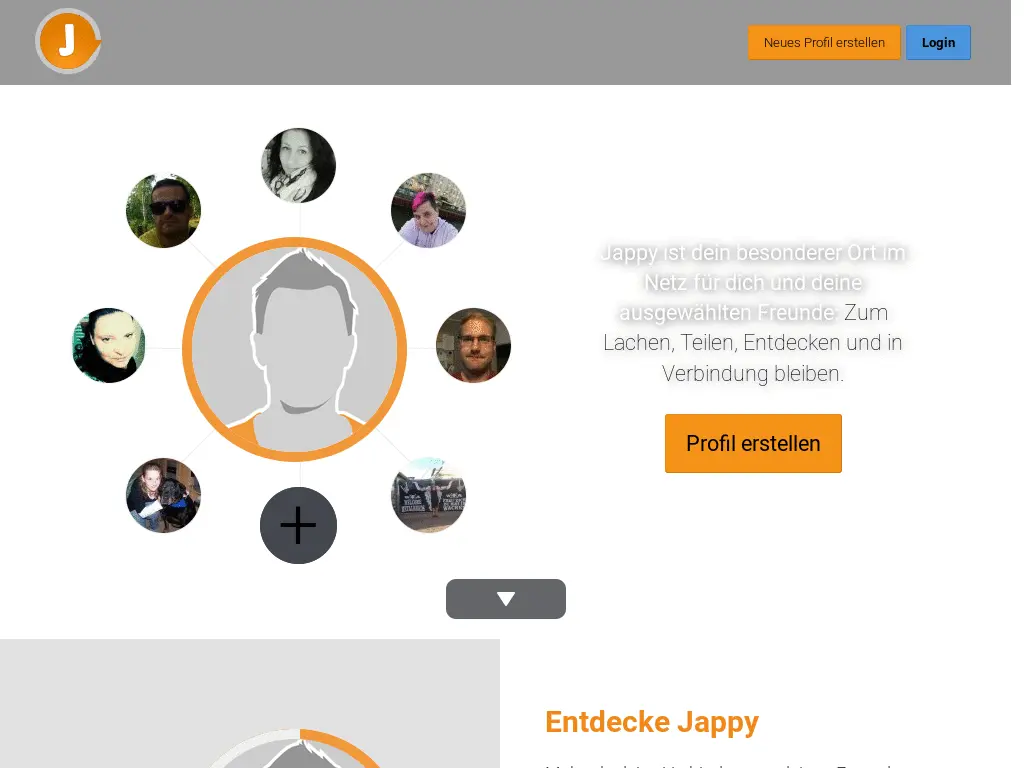 J
Neues Profil erstellen
Login
Jappy ist dein besonderer Ort im
Netz für dich und deine
ausgewählten Freunde: Zum
Lachen, Teilen, Entdecken und in
Verbindung bleiben.
Profil erstellen
Entdecke Jappy